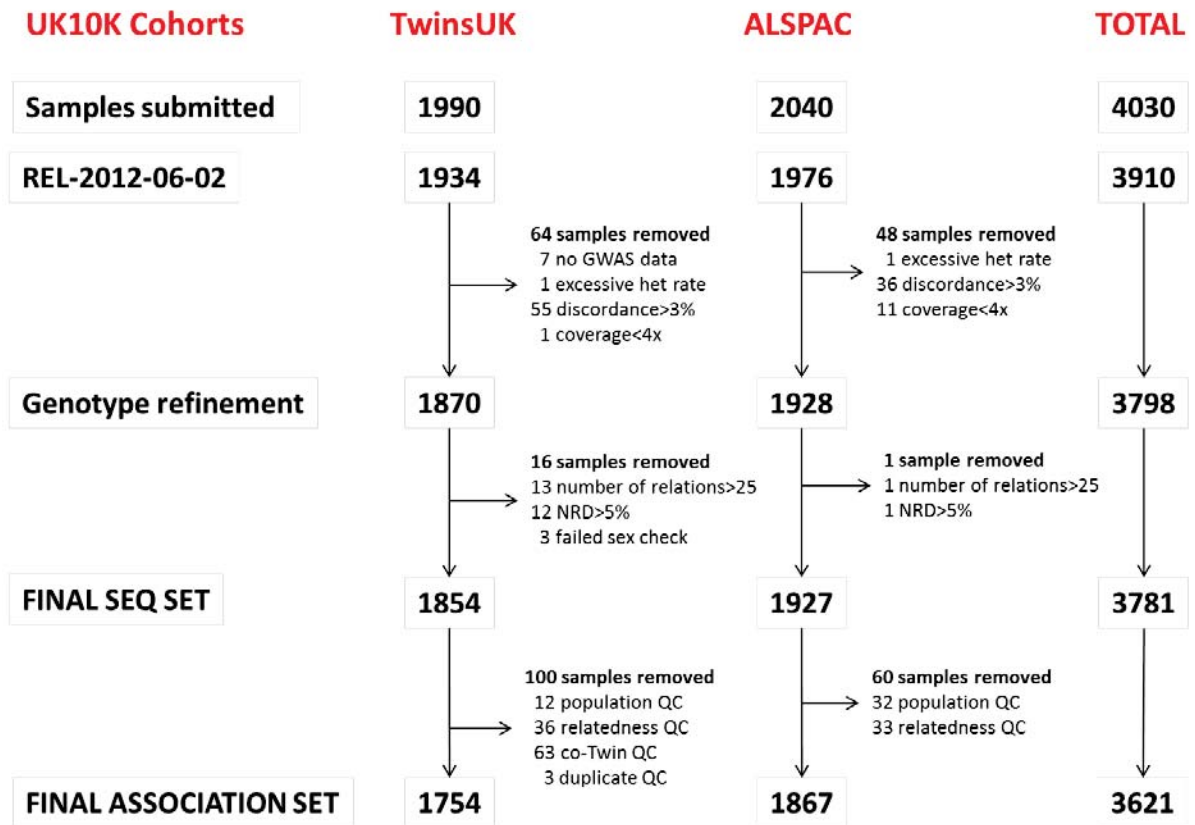 UK10K Cohorts TwinsUK ALSPAC TOTAL
Samples submitted 1990 2040 4030
REL-2012-06-02 1934 1976 3910
64 samples removed
7 no GWAS data
1 excessive het rate
55 discordance>3%
1 coverage<4x
48 samples removed
1 excessive het rate
36 discordance>3%
11 coverage<4x
Genotype refinement 1870 1928 3798
16 samples removed
13 number of relations>25
12 NRD>5%
3 failed sex check
1 sample removed
1 number of relations>25
1 NRD>5%
FINAL SEQ SET 1854 1927 3781
100 samples removed
12 population QC
36 relatedness QC
63 co-Twin QC
3 duplicate QC
60 samples removed
32 population QC
33 relatedness QC
FINAL ASSOCIATION SET 1754 1867 3621